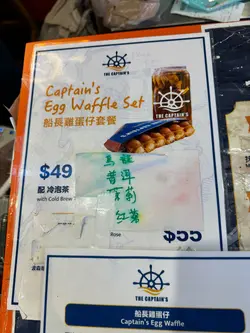 THE CAPTAIN'S
Captain's
Egg Waffle Set
船長雞蛋仔套餐
$49
配 冷泡茶
with Cold Brew
烏龍
普洱
茉莉
紅茶
Rose
THE CAPTAIN'S
船長雞蛋仔
Captain's Egg Waffle